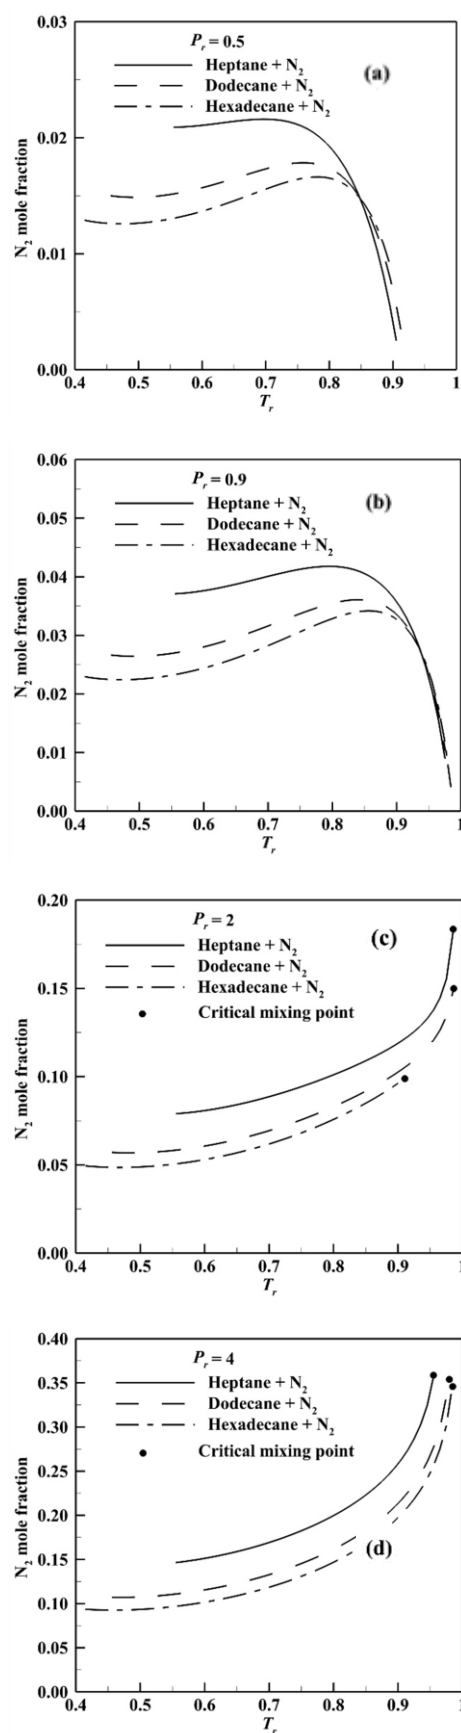 0.03
P_r = 0.5
Heptane + N₂
(a)
Dodecane + N₂
Hexadecane + N₂
0.02
N₂ mole fraction
0.01
0.00
0.4 0.5 0.6 0.7 0.8 0.9 1
T_r
0.06
P_r = 0.9
0.05
Heptane + N₂
(b)
Dodecane + N₂
Hexadecane + N₂
0.04
N₂ mole fraction
0.03
0.02
0.01
0.00
0.4 0.5 0.6 0.7 0.8 0.9 1
T_r
0.20
P_r = 2
(c)
Heptane + N₂
Dodecane + N₂
Hexadecane + N₂
0.15
Critical mixing point
N₂ mole fraction
0.10
0.05
0.00
0.4 0.5 0.6 0.7 0.8 0.9 1
T_r
0.40
P_r = 4
0.35
Heptane + N₂
Dodecane + N₂
Hexadecane + N₂
0.30
Critical mixing point
0.25
N₂ mole fraction
0.20
0.15
(d)
0.10
0.05
0.00
0.4 0.5 0.6 0.7 0.8 0.9 1
T_r